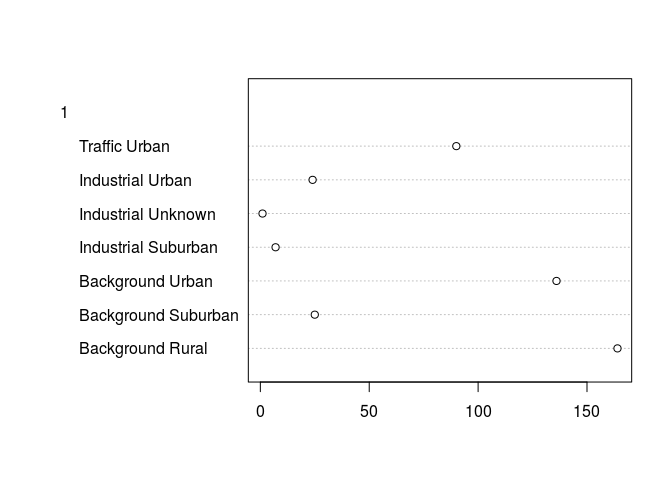 1
Traffic Urban
Industrial Urban
Industrial Unknown
Industrial Suburban
Background Urban
Background Suburban
Background Rural
0 50 100 150